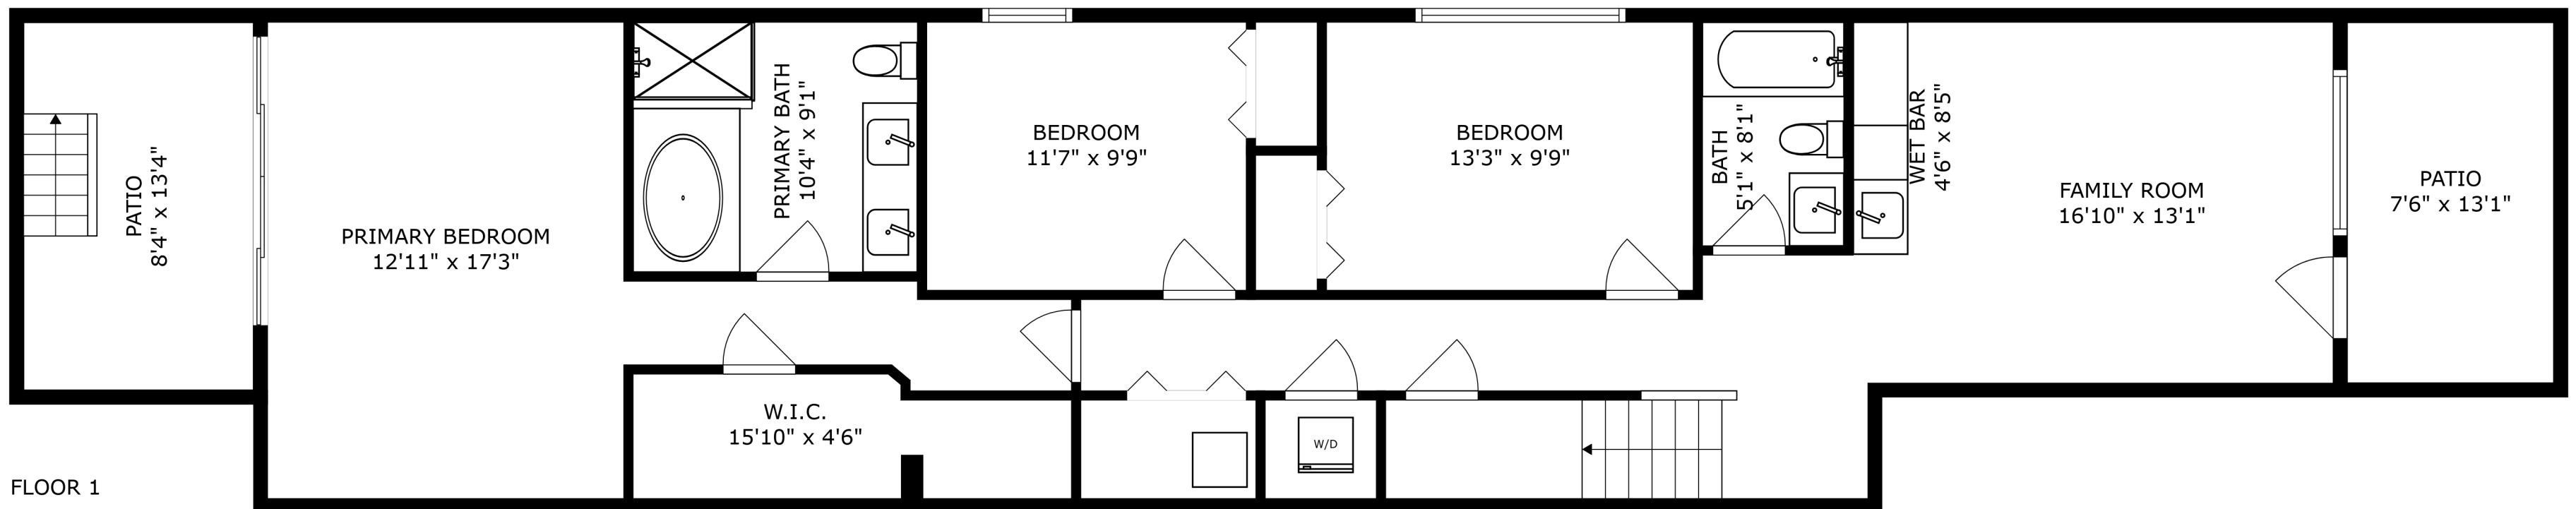 PATIO
8'4" x 13'4"
PRIMARY BEDROOM
12'11" x 17'3"
PRIMARY BATH
10'4" x 9'1"
BEDROOM
11'7" x 9'9"
BEDROOM
13'3" x 9'9"
BATH
5'1" x 8'1"
WET BAR
4'6" x 8'5"
FAMILY ROOM
16'10" x 13'1"
PATIO
7'6" x 13'1"
W.I.C.
15'10" x 4'6"
W/D
FLOOR 1